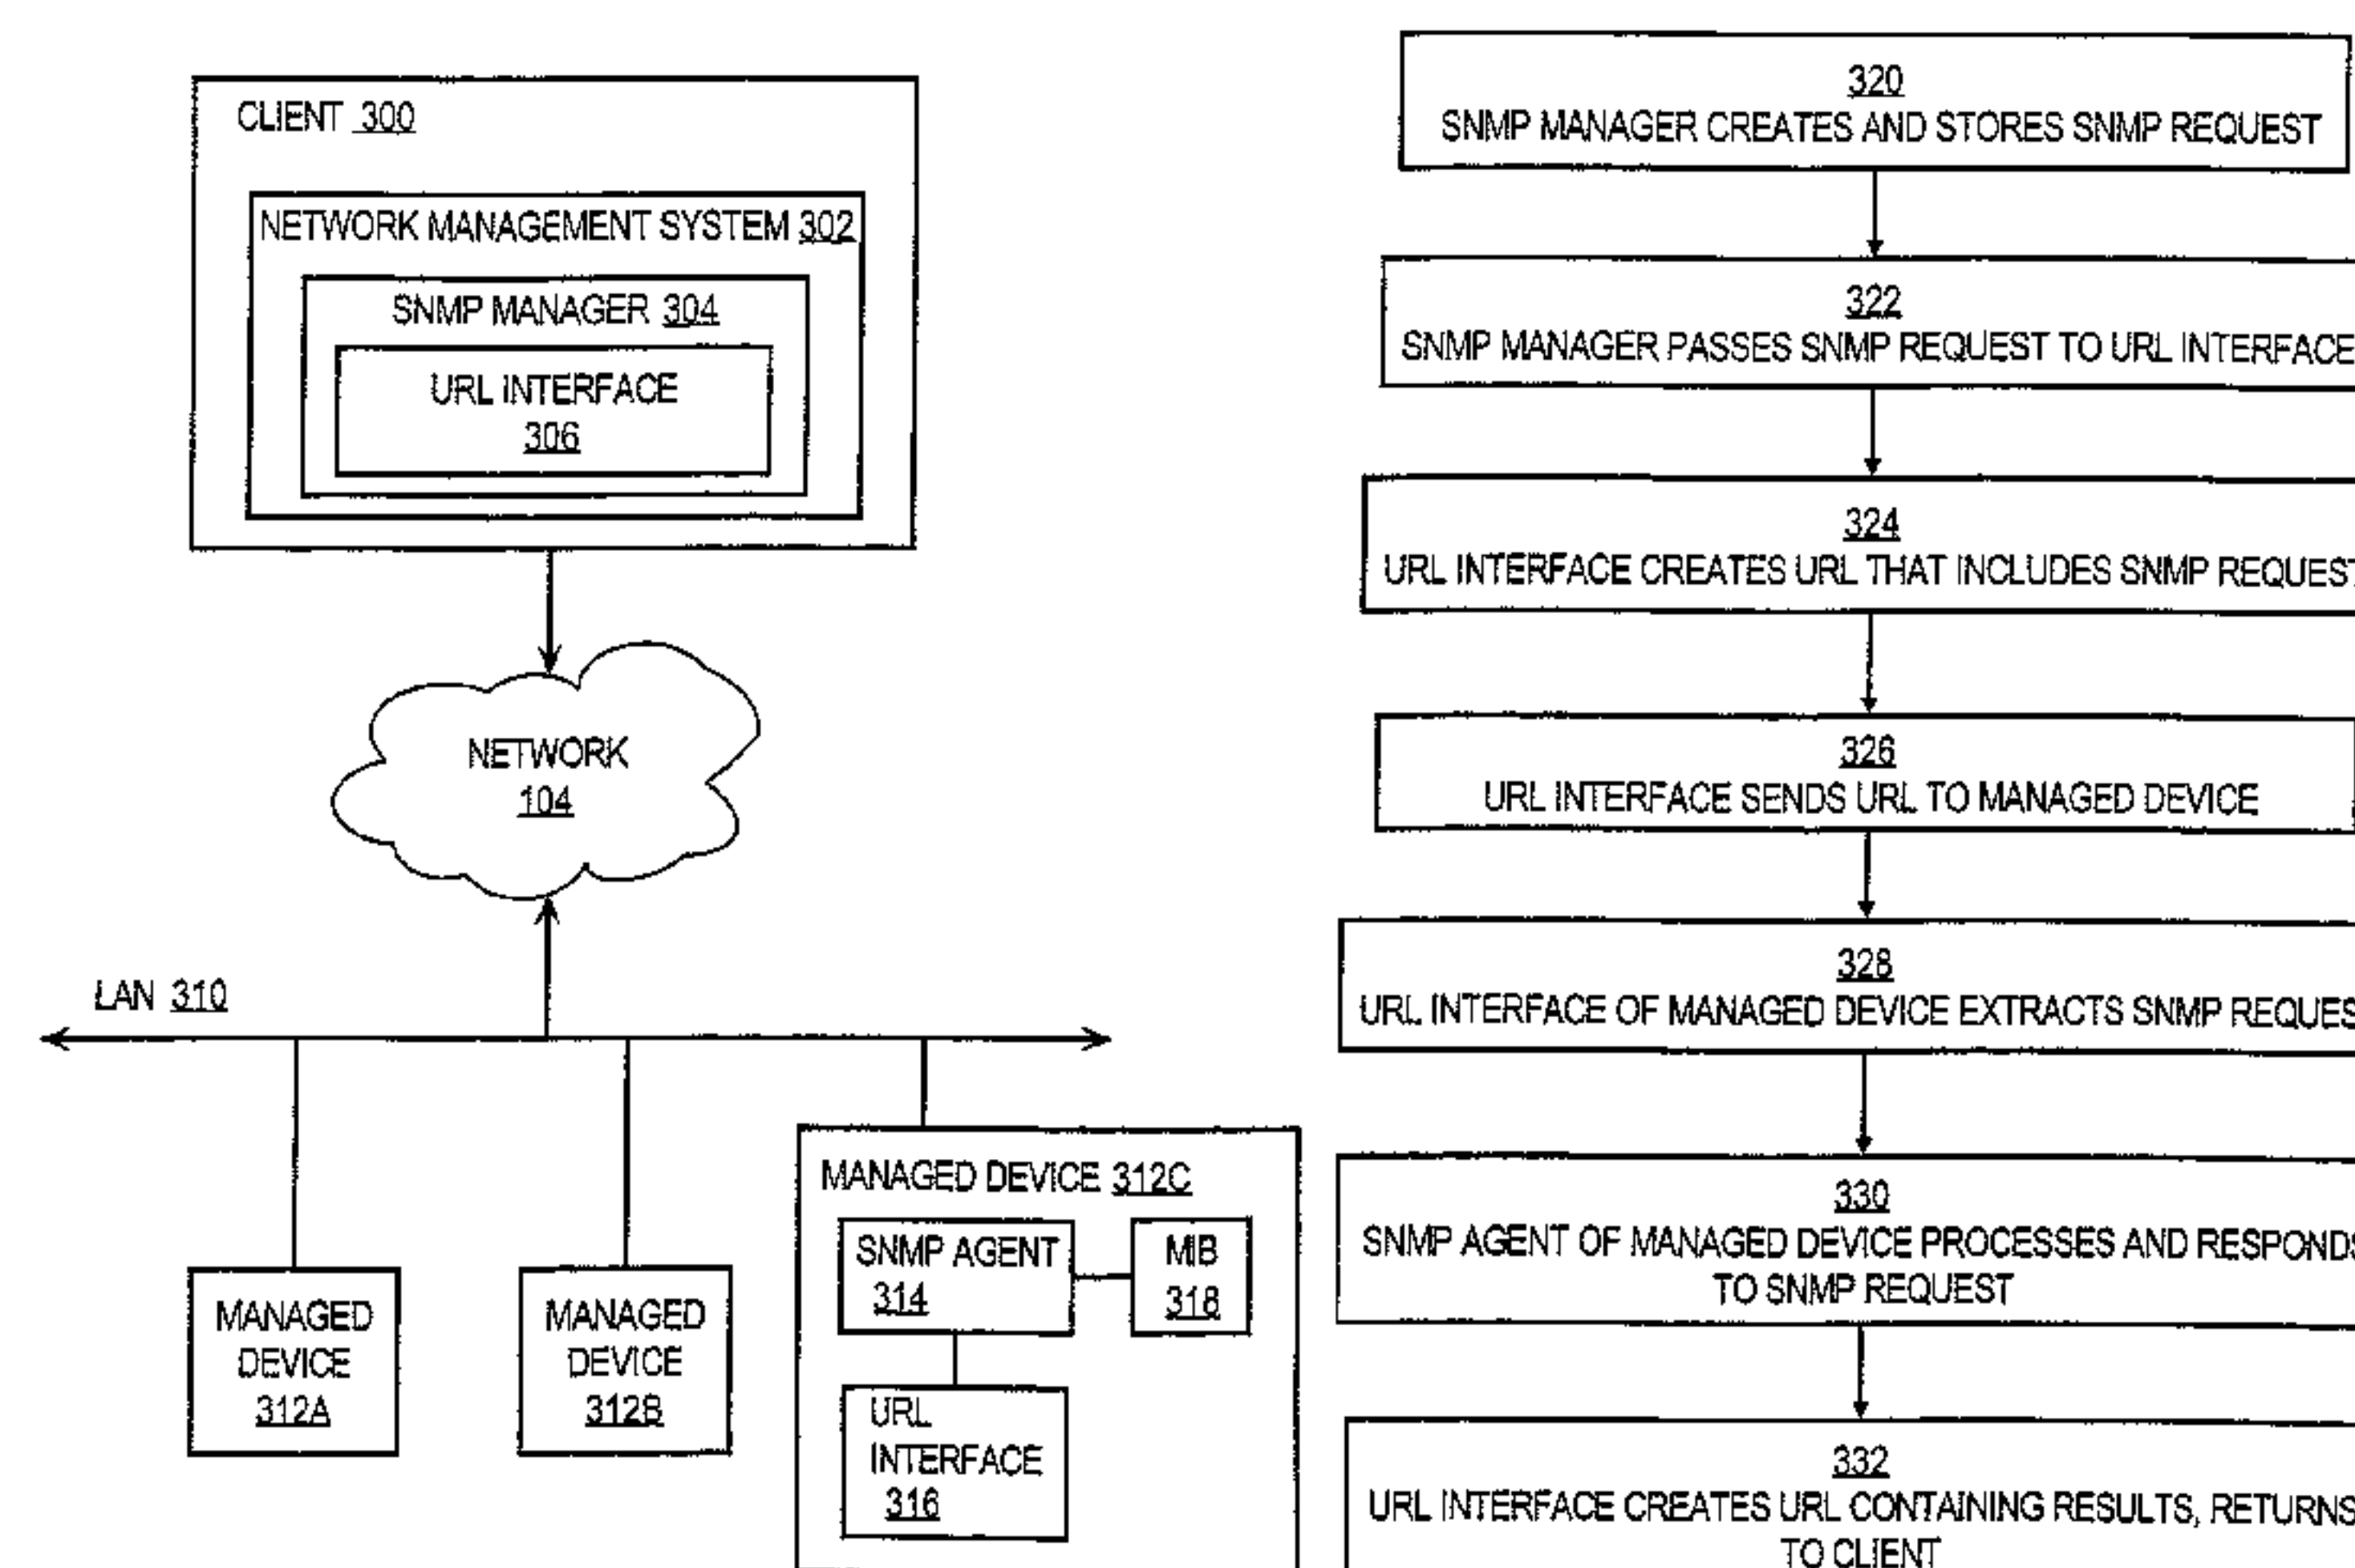 CLIENT 300
NETWORK MANAGEMENT SYSTEM 302
SNMP MANAGER 304
URL INTERFACE
306
NETWORK
104
LAN 310
MANAGED
DEVICE
312A
MANAGED
DEVICE
312B
MANAGED DEVICE 312C
SNMP AGENT
314
MIB
318
URL
INTERFACE
316
320
SNMP MANAGER CREATES AND STORES SNMP REQUEST
322
SNMP MANAGER PASSES SNMP REQUEST TO URL INTERFACE
324
URL INTERFACE CREATES URL THAT INCLUDES SNMP REQUEST
326
URL INTERFACE SENDS URL TO MANAGED DEVICE
328
URL INTERFACE OF MANAGED DEVICE EXTRACTS SNMP REQUES
330
SNMP AGENT OF MANAGED DEVICE PROCESSES AND RESPONDS
TO SNMP REQUEST
332
URL INTERFACE CREATES URL CONTAINING RESULTS, RETURNS
TO CLIENT